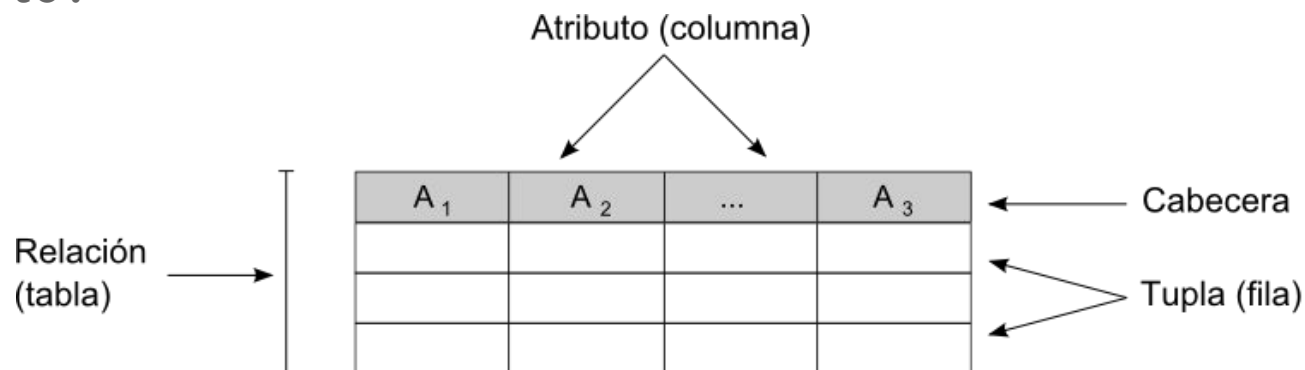 Atributo (columna)
A 1 A 2 ... A 3
Cabecera
Relación
(tabla)
Tupla (fila)